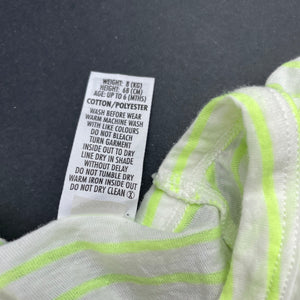 WEIGHT: 8 (KG)
HEIGHT: 68 (CM)
AGE: UP TO 6 (MTHS)
COTTON/POLYESTER
WASH BEFORE WEAR
WARM MACHINE WASH
WITH LIKE COLOURS
DO NOT BLEACH
TURN GARMENT
INSIDE OUT TO DRY
LINE DRY IN SHADE
WITHOUT DELAY
DO NOT TUMBLE DRY
WARM IRON INSIDE OUT
DO NOT DRY CLEAN